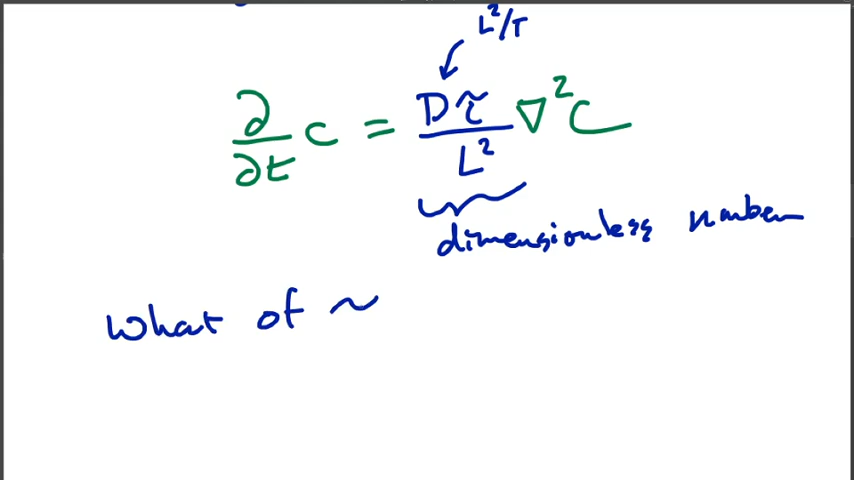 L²/T
∂/∂t c = Dτ/L² ∇²c
dimensionless number
What of ~